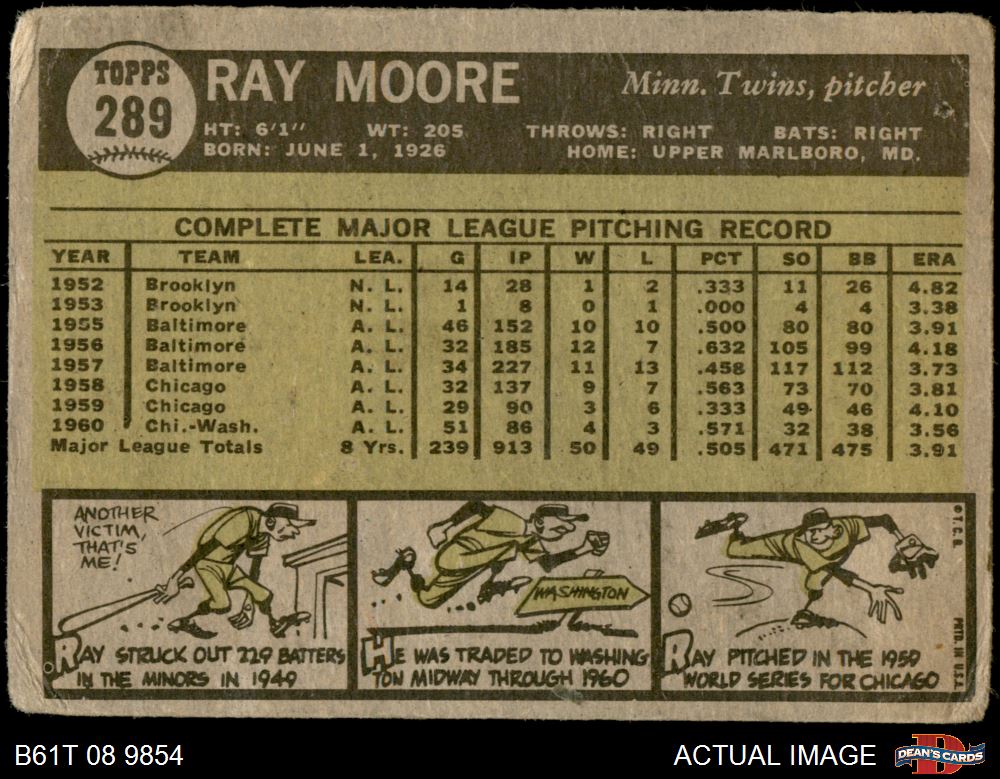 TOPPS
289
RAY MOORE
Minn. Twins, pitcher
HT: 6'1" WT: 205 THROWS: RIGHT BATS: RIGHT
BORN: JUNE 1, 1926 HOME: UPPER MARLBORO, MD.
COMPLETE MAJOR LEAGUE PITCHING RECORD
YEAR TEAM LEA. G IP W L PCT SO BB ERA
1952 Brooklyn N. L. 14 28 1 2 .333 11 26 4.82
1953 Brooklyn N. L. 1 8 0 1 .000 4 4 3.38
1955 Baltimore A. L. 46 152 10 10 .500 80 80 3.91
1956 Baltimore A. L. 32 185 12 7 .632 105 99 4.18
1957 Baltimore A. L. 34 227 11 13 .458 117 112 3.73
1958 Chicago A. L. 32 137 9 7 .563 73 70 3.81
1959 Chicago A. L. 29 90 3 6 .333 49 46 4.10
1960 Chi.-Wash. A. L. 51 86 4 3 .571 32 38 3.56
Major League Totals 8 Yrs. 239 913 50 49 .505 471 475 3.91
ANOTHER
VICTIM,
THAT'S
ME!
RAY STRUCK OUT 229 BATTERS
IN THE MINORS IN 1949
WASHINGTON
HE WAS TRADED TO WASHING
TON MIDWAY THROUGH 1960
RAY PITCHED IN THE 1959
WORLD SERIES FOR CHICAGO
© T. C. G.
PRTD. IN U.S.A.
B61T 08 9854
ACTUAL IMAGE
D
DEAN'S CARDS